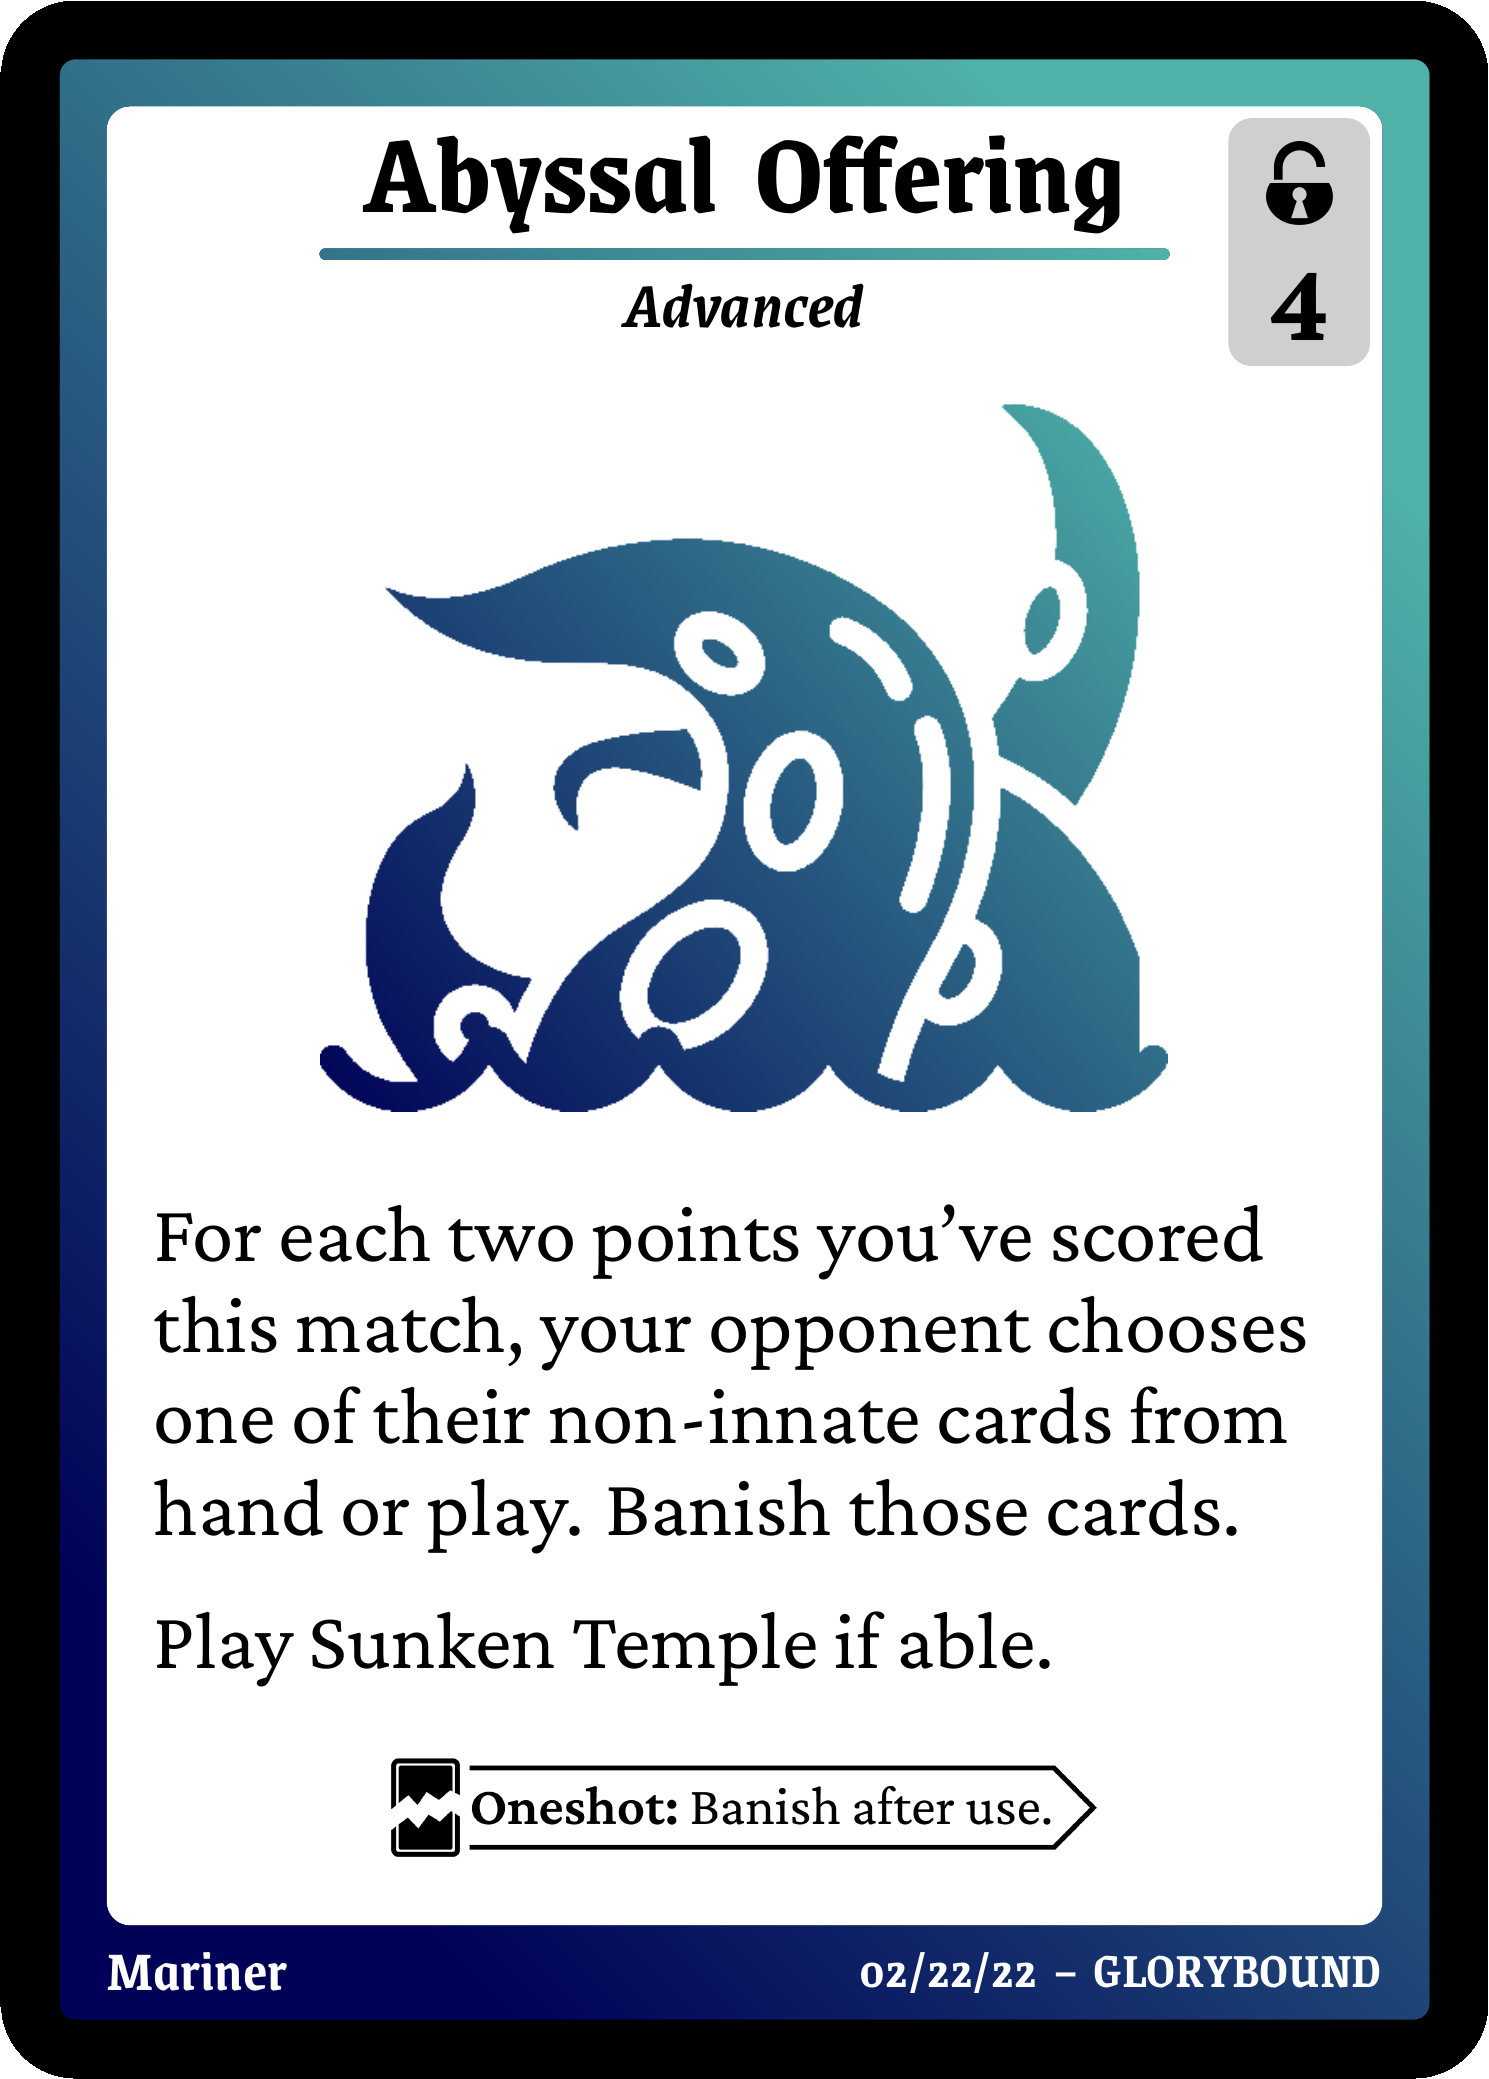 Abyssal Offering
4
Advanced
For each two points you’ve scored
this match, your opponent chooses
one of their non-innate cards from
hand or play. Banish those cards.
Play Sunken Temple if able.
Oneshot: Banish after use.
Mariner
02/22/22 – GLORYBOUND